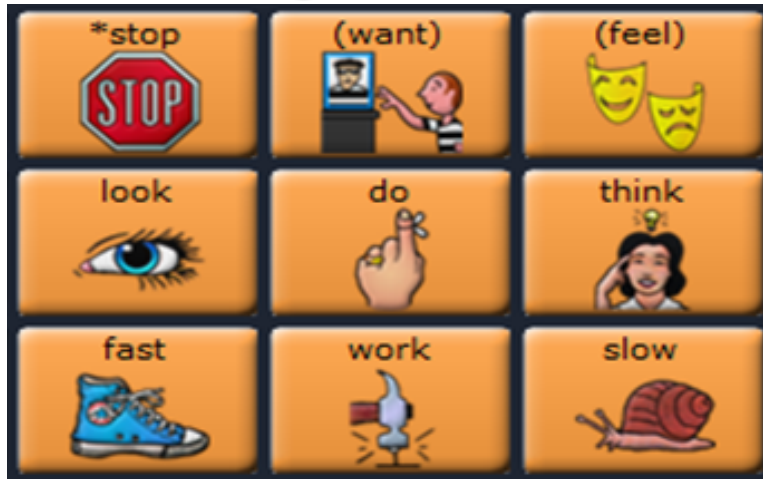 *stop
STOP
(want)
(feel)
look
do
think
fast
work
slow